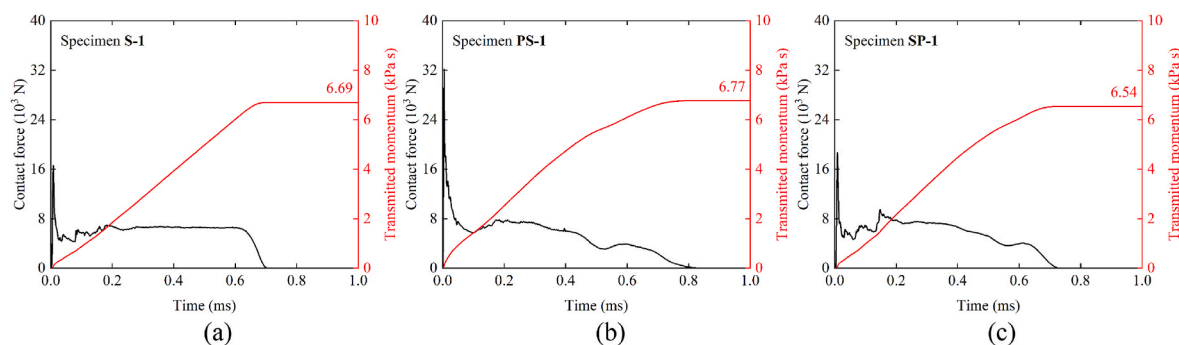 Specimen S-1
6.69
Contact force (10³ N)
40
32
24
16
8
0
Transmitted momentum (kPa s)
10
8
6
4
2
0
0 0.2 0.4 0.6 0.8 1.0
Time (ms)
(a)
Specimen PS-1
6.77
Contact force (10³ N)
40
32
24
16
8
0
Transmitted momentum (kPa s)
10
8
6
4
2
0
0 0.2 0.4 0.6 0.8 1.0
Time (ms)
(b)
Specimen SP-1
6.54
Contact force (10³ N)
40
32
24
16
8
0
Transmitted momentum (kPa s)
10
8
6
4
2
0
0 0.2 0.4 0.6 0.8 1.0
Time (ms)
(c)